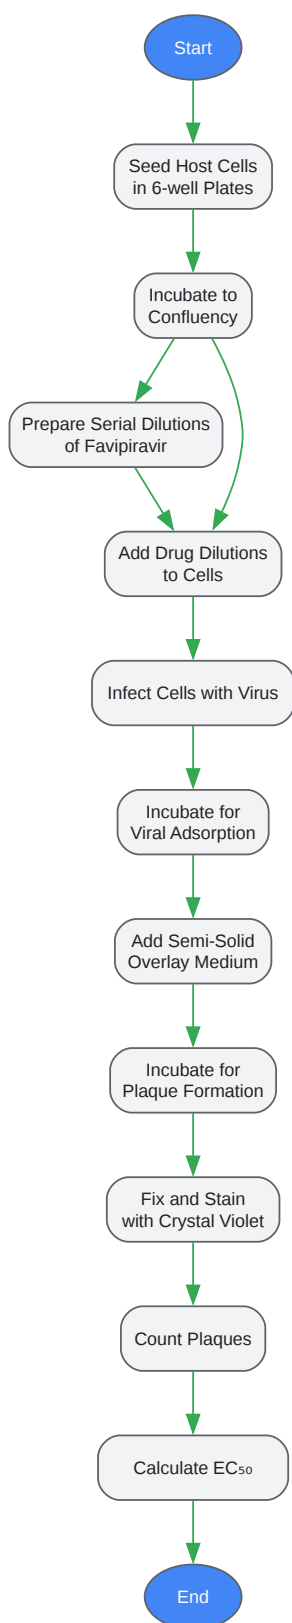 Start
Seed Host Cells
in 6-well Plates
Incubate to
Confluency
Prepare Serial Dilutions
of Favipiravir
Add Drug Dilutions
to Cells
Infect Cells with Virus
Incubate for
Viral Adsorption
Add Semi-Solid
Overlay Medium
Incubate for
Plaque Formation
Fix and Stain
with Crystal Violet
Count Plaques
Calculate EC₅₀
End